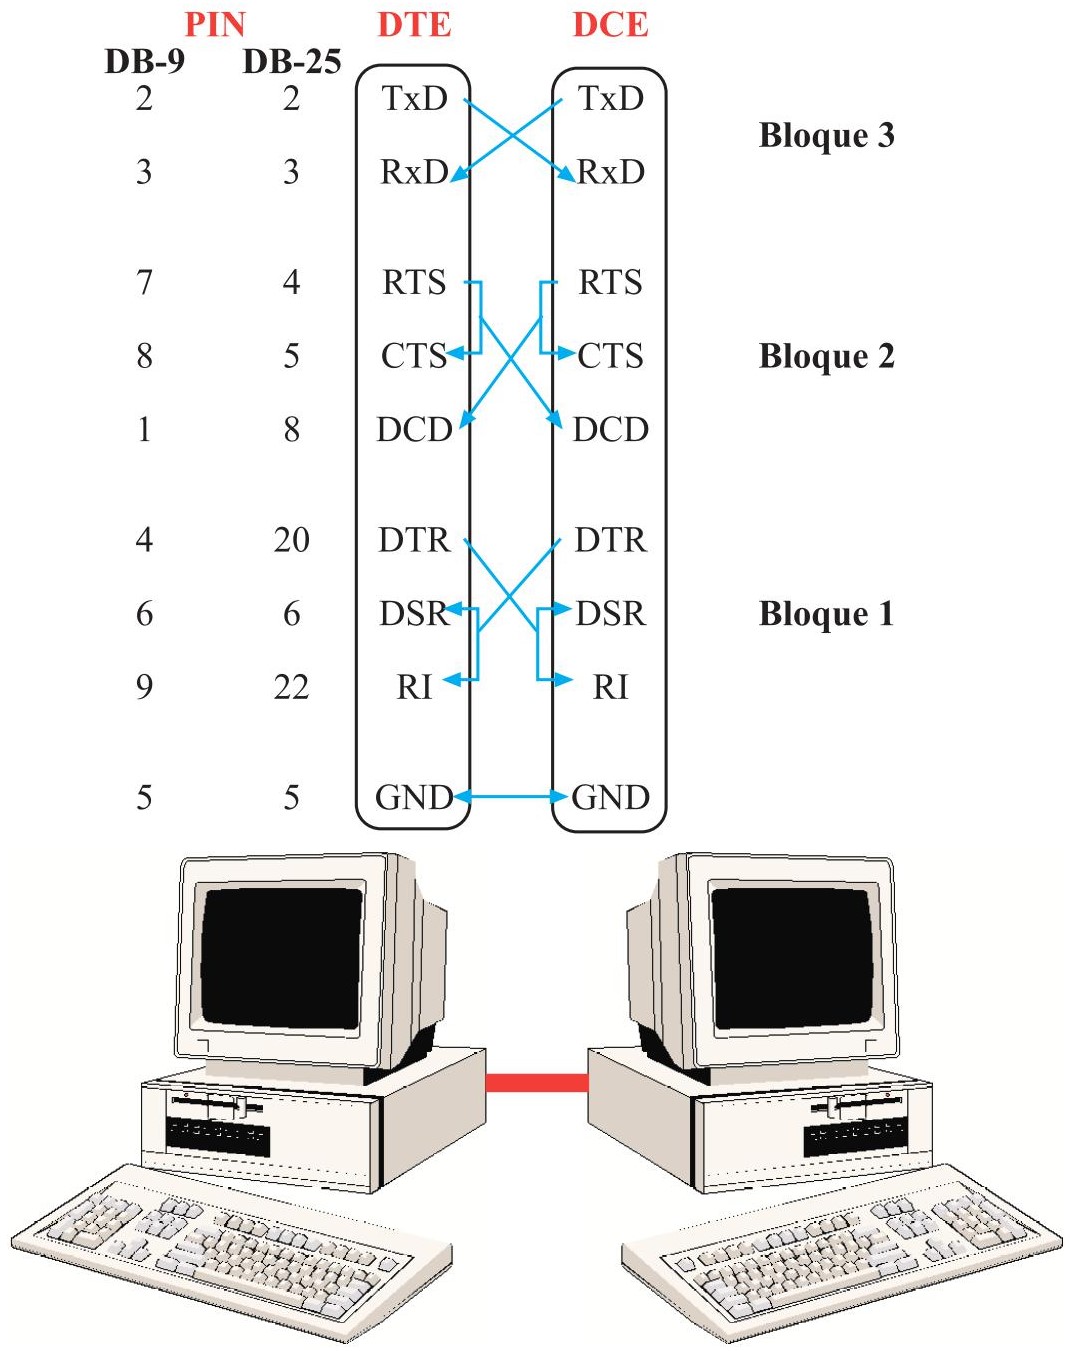 PIN DTE DCE
DB-9 DB-25
2 2 TxD TxD
Bloque 3
3 3 RxD RxD
7 4 RTS RTS
8 5 CTS CTS Bloque 2
1 8 DCD DCD
4 20 DTR DTR
6 6 DSR DSR Bloque 1
9 22 RI RI
5 5 GND GND